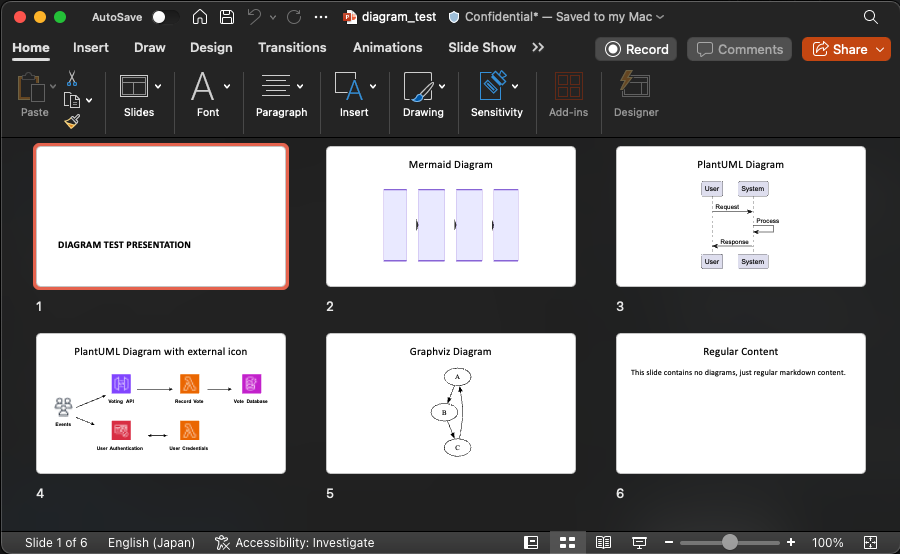 AutoSave
diagram_test
Confidential* — Saved to my Mac
Home Insert Draw Design Transitions Animations Slide Show
Record
Comments
Share
Paste
Slides
Font
Paragraph
Insert
Drawing
Sensitivity
Add-ins
Designer
DIAGRAM TEST PRESENTATION
1
Mermaid Diagram
2
PlantUML Diagram
User System
Request
Process
Response
User System
3
PlantUML Diagram with external icon
Voting API
Record Vote
Vote Database
Events
User Authentication
User Credentials
4
Graphviz Diagram
A
B
C
5
Regular Content
This slide contains no diagrams, just regular markdown content.
6
Slide 1 of 6
English (Japan)
Accessibility: Investigate
100%